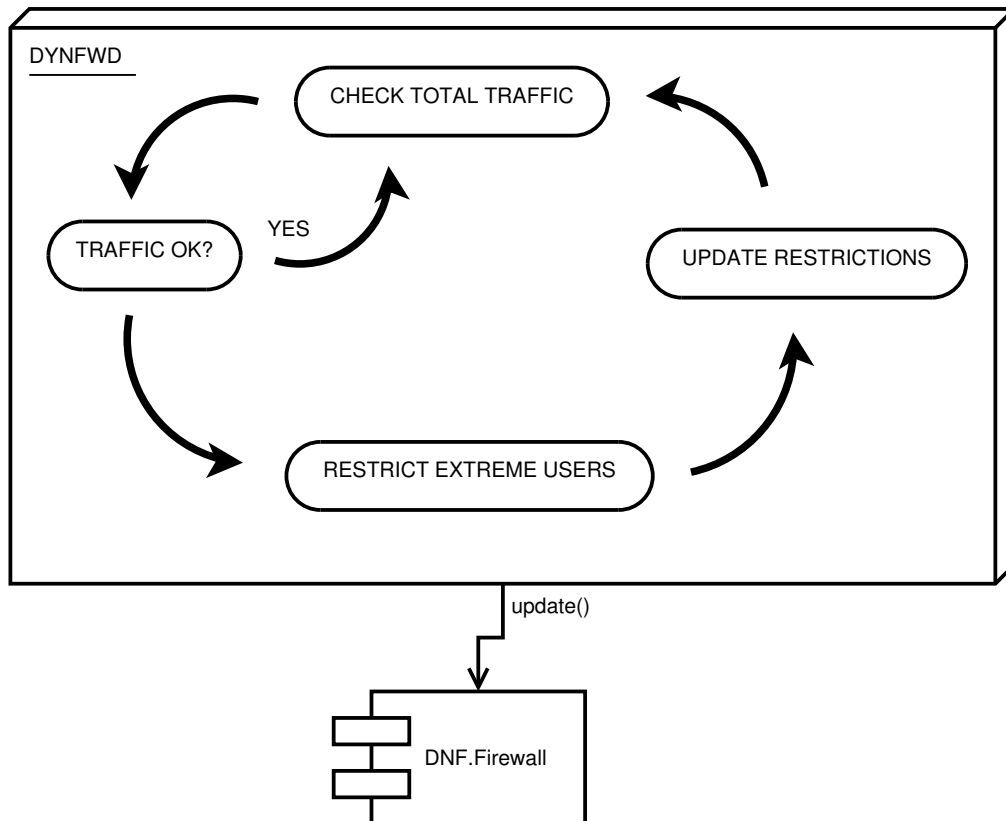 DYNFWD
CHECK TOTAL TRAFFIC
YES
TRAFFIC OK?
UPDATE RESTRICTIONS
RESTRICT EXTREME USERS
update()
DNF.Firewall